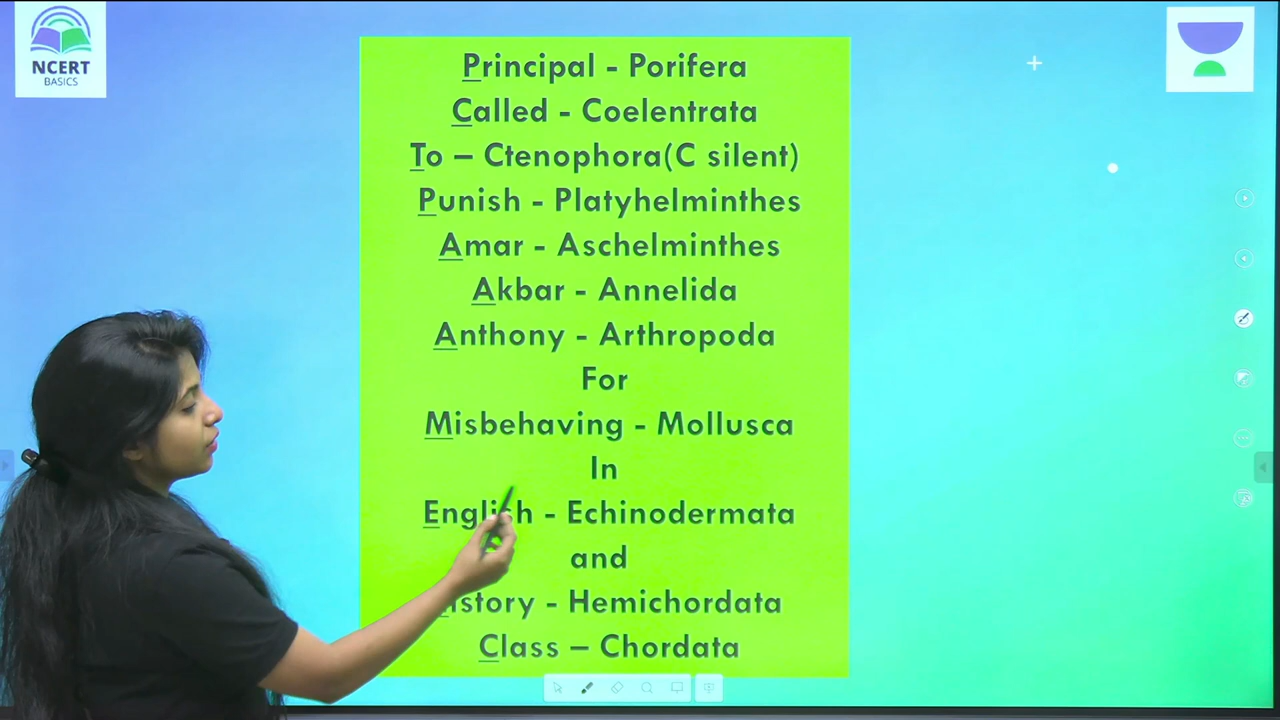 NCERT
BASICS
Principal - Porifera
Called - Coelentrata
To – Ctenophora(C silent)
Punish - Platyhelminthes
Amar - Aschelminthes
Akbar - Annelida
Anthony - Arthropoda
For
Misbehaving - Mollusca
In
English - Echinodermata
and
History - Hemichordata
Class – Chordata